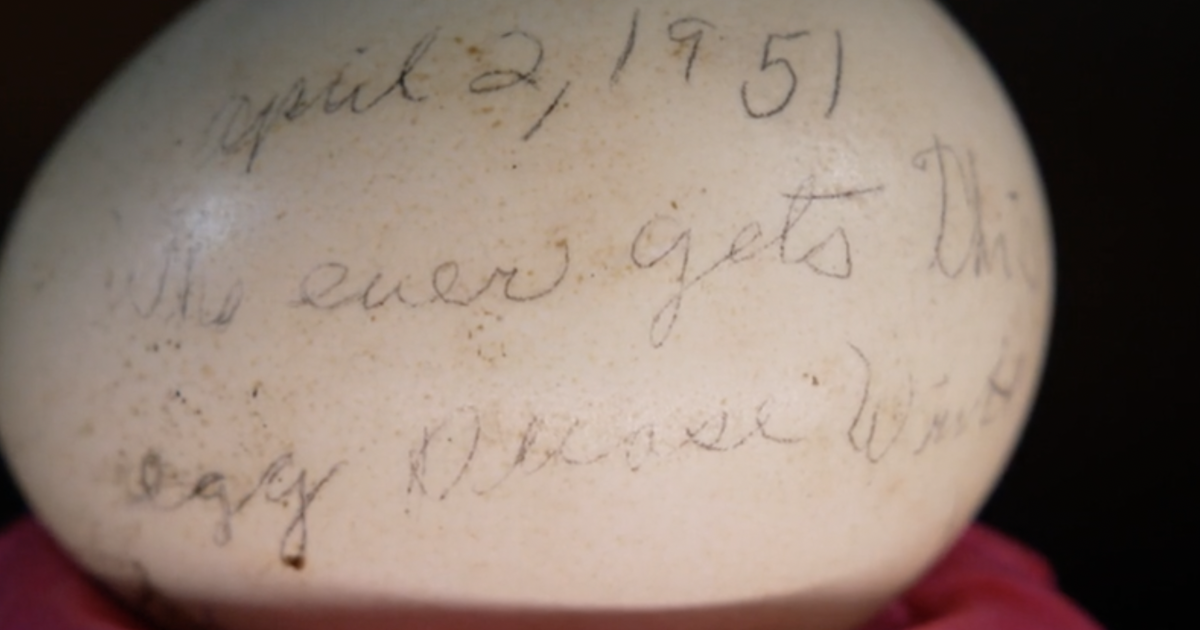 April 2, 1951
Who ever gets This
egg Please Write